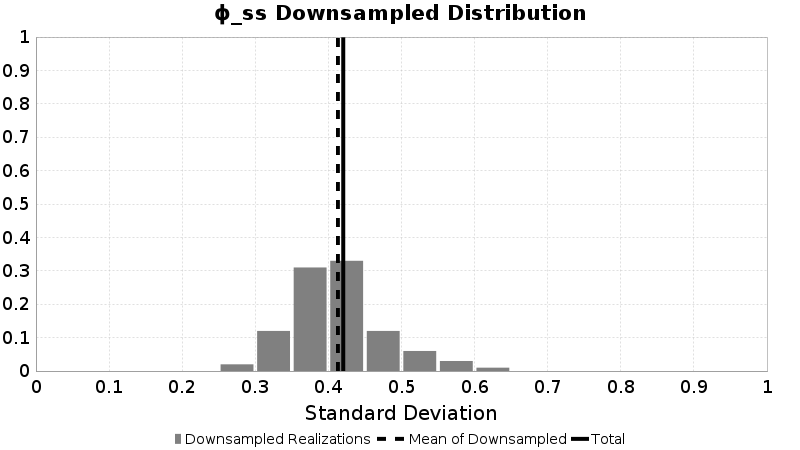 ϕ_ss Downsampled Distribution
1
0.9
0.8
0.7
0.6
0.5
0.4
0.3
0.2
0.1
0
0 0.1 0.2 0.3 0.4 0.5 0.6 0.7 0.8 0.9 1
Standard Deviation
Downsampled Realizations Mean of Downsampled Total